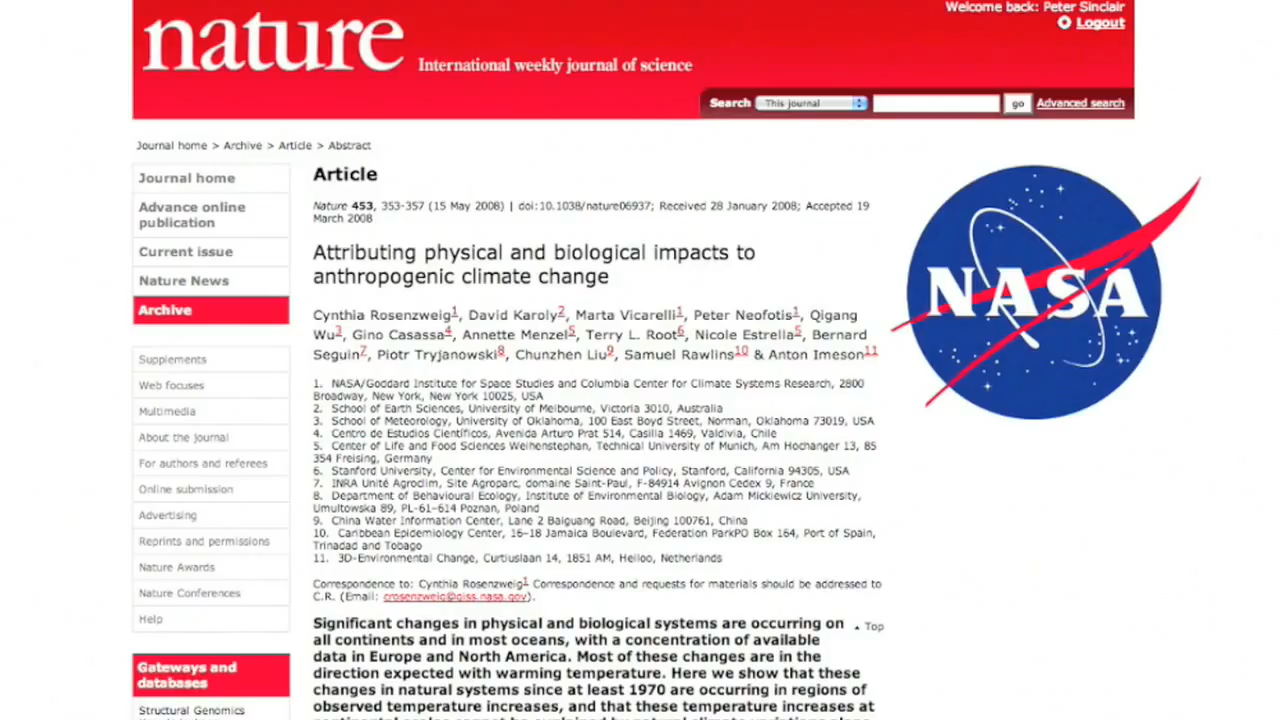 Welcome back: Peter Sinclair
Logout
nature
International weekly journal of science
Search This journal go Advanced search
Journal home > Archive > Article > Abstract
Journal home
Advance online
publication
Current issue
Nature News
Archive
Supplements
Web focuses
Multimedia
About the journal
For authors and referees
Online submission
Advertising
Reprints and permissions
Nature Awards
Nature Conferences
Help
Gateways and
databases
Structural Genomics
Article
Nature 453, 353-357 (15 May 2008) | doi:10.1038/nature06937; Received 28 January 2008; Accepted 19
March 2008
Attributing physical and biological impacts to
anthropogenic climate change
Cynthia Rosenzweig1, David Karoly2, Marta Vicarelli1, Peter Neofotis1, Qigang
Wu3, Gino Casassa4, Annette Menzel5, Terry L. Root6, Nicole Estrella5, Bernard
Seguin7, Piotr Tryjanowski8, Chunzhen Liu9, Samuel Rawlins10 & Anton Imeson11
1. NASA/Goddard Institute for Space Studies and Columbia Center for Climate Systems Research, 2800
Broadway, New York, New York 10025, USA
2. School of Earth Sciences, University of Melbourne, Victoria 3010, Australia
3. School of Meteorology, University of Oklahoma, 100 East Boyd Street, Norman, Oklahoma 73019, USA
4. Centro de Estudios Científicos, Avenida Arturo Prat 514, Casilla 1469, Valdivia, Chile
5. Center of Life and Food Sciences Weihenstephan, Technical University of Munich, Am Hochanger 13, 85
354 Freising, Germany
6. Stanford University, Center for Environmental Science and Policy, Stanford, California 94305, USA
7. INRA Unité Agroclim, Site Agroparc, domaine Saint-Paul, F-84914 Avignon Cedex 9, France
8. Department of Behavioural Ecology, Institute of Environmental Biology, Adam Mickiewicz University,
Umultowska 89, PL-61-614 Poznan, Poland
9. China Water Information Center, Lane 2 Baiguang Road, Beijing 100761, China
10. Caribbean Epidemiology Center, 16-18 Jamaica Boulevard, Federation ParkPO Box 164, Port of Spain,
Trinadad and Tobago
11. 3D-Environmental Change, Curtiuslaan 14, 1851 AM, Heiloo, Netherlands
Correspondence to: Cynthia Rosenzweig1 Correspondence and requests for materials should be addressed to
C.R. (Email: crosenzweig@giss.nasa.gov).
Top
Significant changes in physical and biological systems are occurring on
all continents and in most oceans, with a concentration of available
data in Europe and North America. Most of these changes are in the
direction expected with warming temperature. Here we show that these
changes in natural systems since at least 1970 are occurring in regions of
observed temperature increases, and that these temperature increases at
NASA